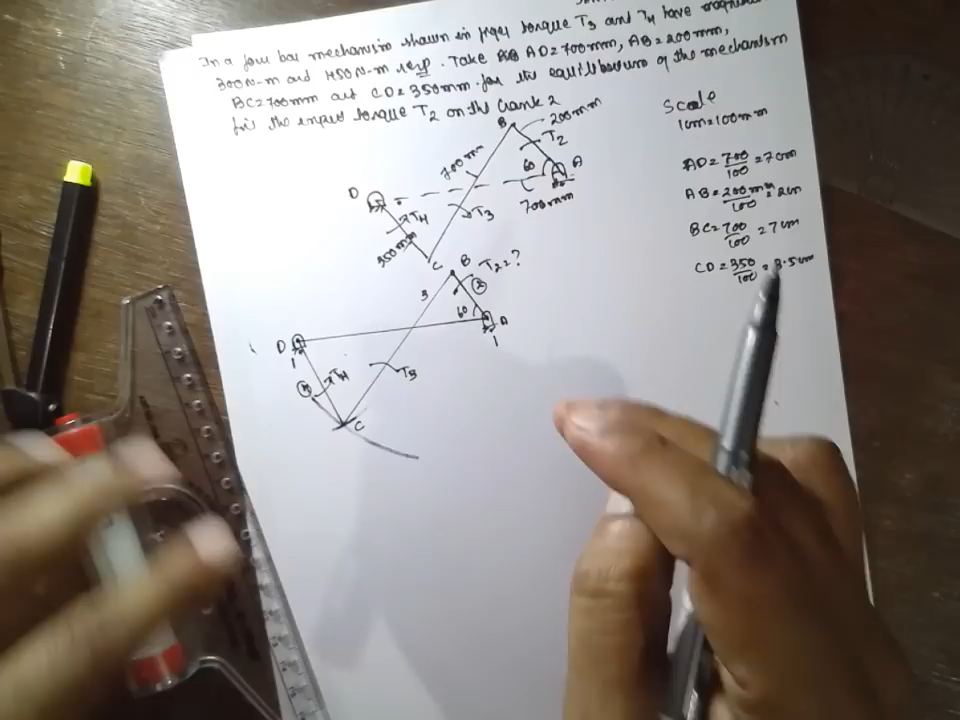 In a four bar mechanism shown in figer torque T3 and T4 have magnitu
300N-m and 450N-m resp. Take AD=700mm, AB=200mm,
BC=700mm and CD=350mm. for the equilibrium of the mechanism
find the input torque T2 on the Crank 2
Scale
1cm=100mm
AD=700/100=7cm
AB=200mm/100=2cm
BC=700/100=7cm
CD=350/100=3.5cm
B
200mm
T2
700mm
60
A
D
700mm
T4
T3
350mm
C
B
T2=?
3
2
60
A
1
D
1
4
T4
T3
C